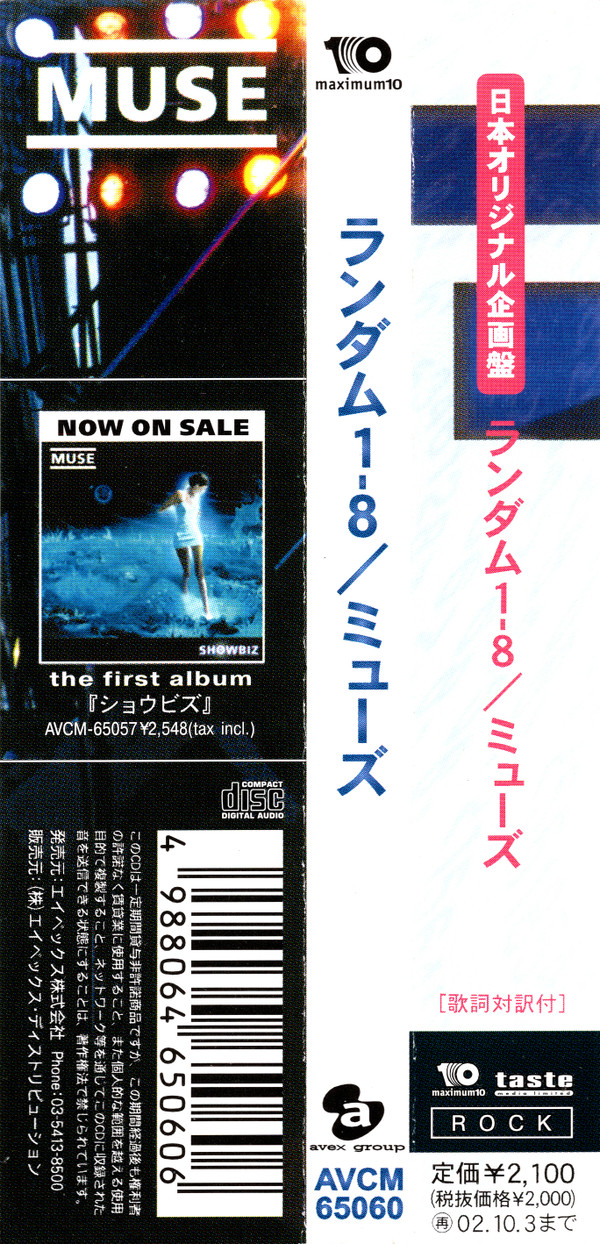 MUSE
NOW ON SALE
MUSE
SHOWBIZ
the first album
『ショウビズ』
AVCM-65057 ¥2,548(tax incl.)
COMPACT
disc
DIGITAL AUDIO
4 988064 650606
このCDは一定期間貸与非許諾商品ですが、この期間経過後も権利者
の許諾なく賃貸業に使用すること、また個人的な範囲を越える使用
目的で複製すること、ネットワーク等を通じてこのCDに収録された
音を送信できる状態にすることは、著作権法で禁じられています。
発売元：エイベックス株式会社 Phone:03-5413-8500
販売元：(株)エイベックス・ディストリビューション
10
maximum10
ランダム1-8／ミューズ
a
avex group
AVCM
65060
日本オリジナル企画盤
ランダム1-8／ミューズ
［歌詞対訳付］
10
maximum10
taste
media limited
ROCK
定価¥2,100
(税抜価格¥2,000)
㊢02.10.3まで